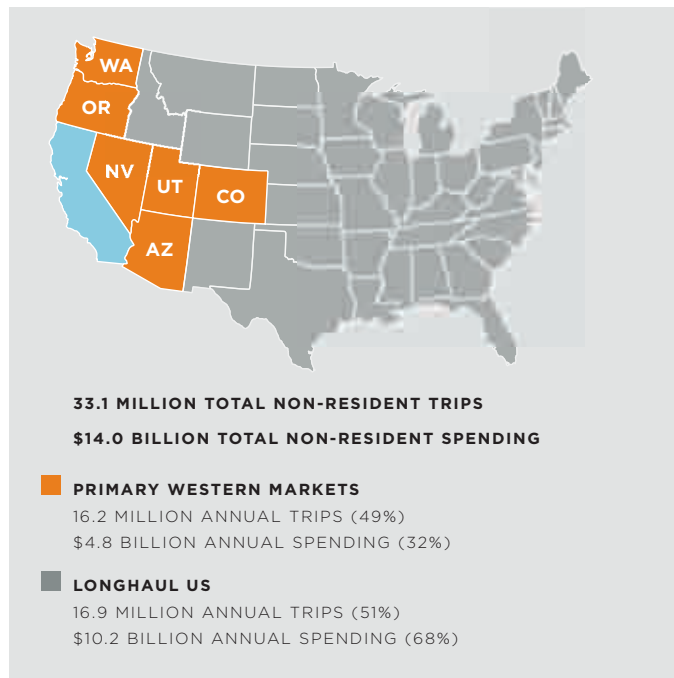 WA
OR
NV
UT
CO
AZ
33.1 MILLION TOTAL NON-RESIDENT TRIPS
$14.0 BILLION TOTAL NON-RESIDENT SPENDING
PRIMARY WESTERN MARKETS
16.2 MILLION ANNUAL TRIPS (49%)
$4.8 BILLION ANNUAL SPENDING (32%)
LONGHAUL US
16.9 MILLION ANNUAL TRIPS (51%)
$10.2 BILLION ANNUAL SPENDING (68%)